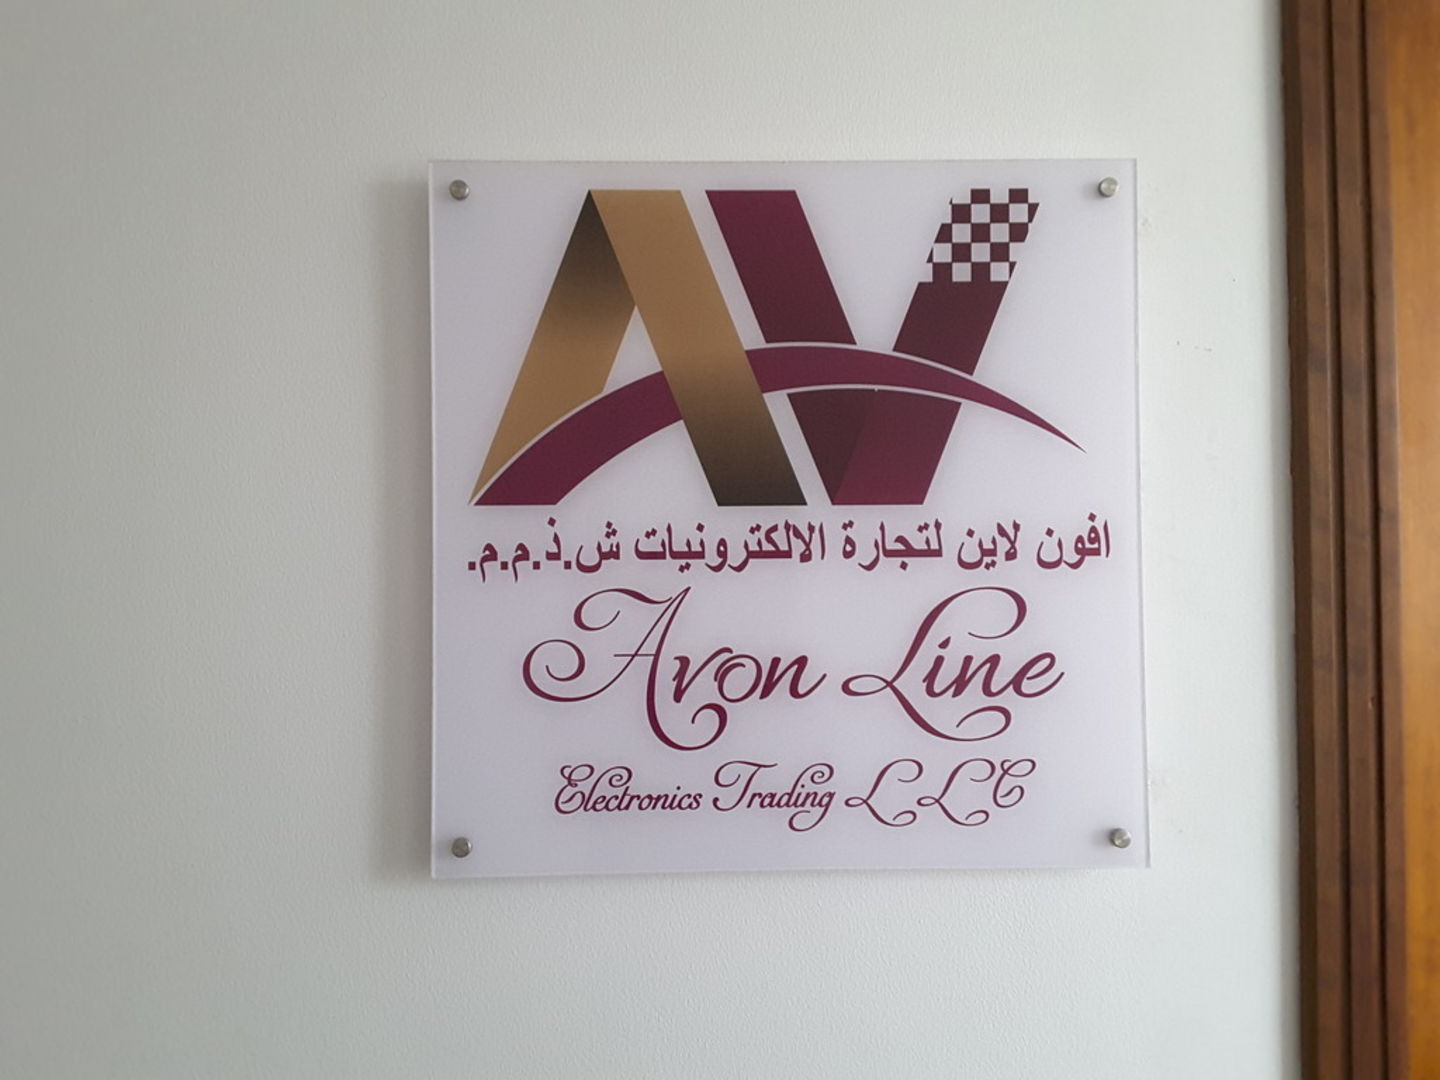 AV
افون لاين لتجارة الالكترونيات ش.ذ.م.م.
Avon Line
Electronics Trading LLC